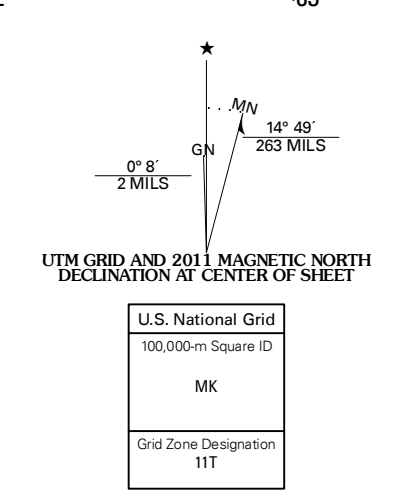 MN
14° 49´
263 MILS
GN
0° 8´
2 MILS
UTM GRID AND 2011 MAGNETIC NORTH
DECLINATION AT CENTER OF SHEET
U.S. National Grid
100,000-m Square ID
MK
Grid Zone Designation
11T